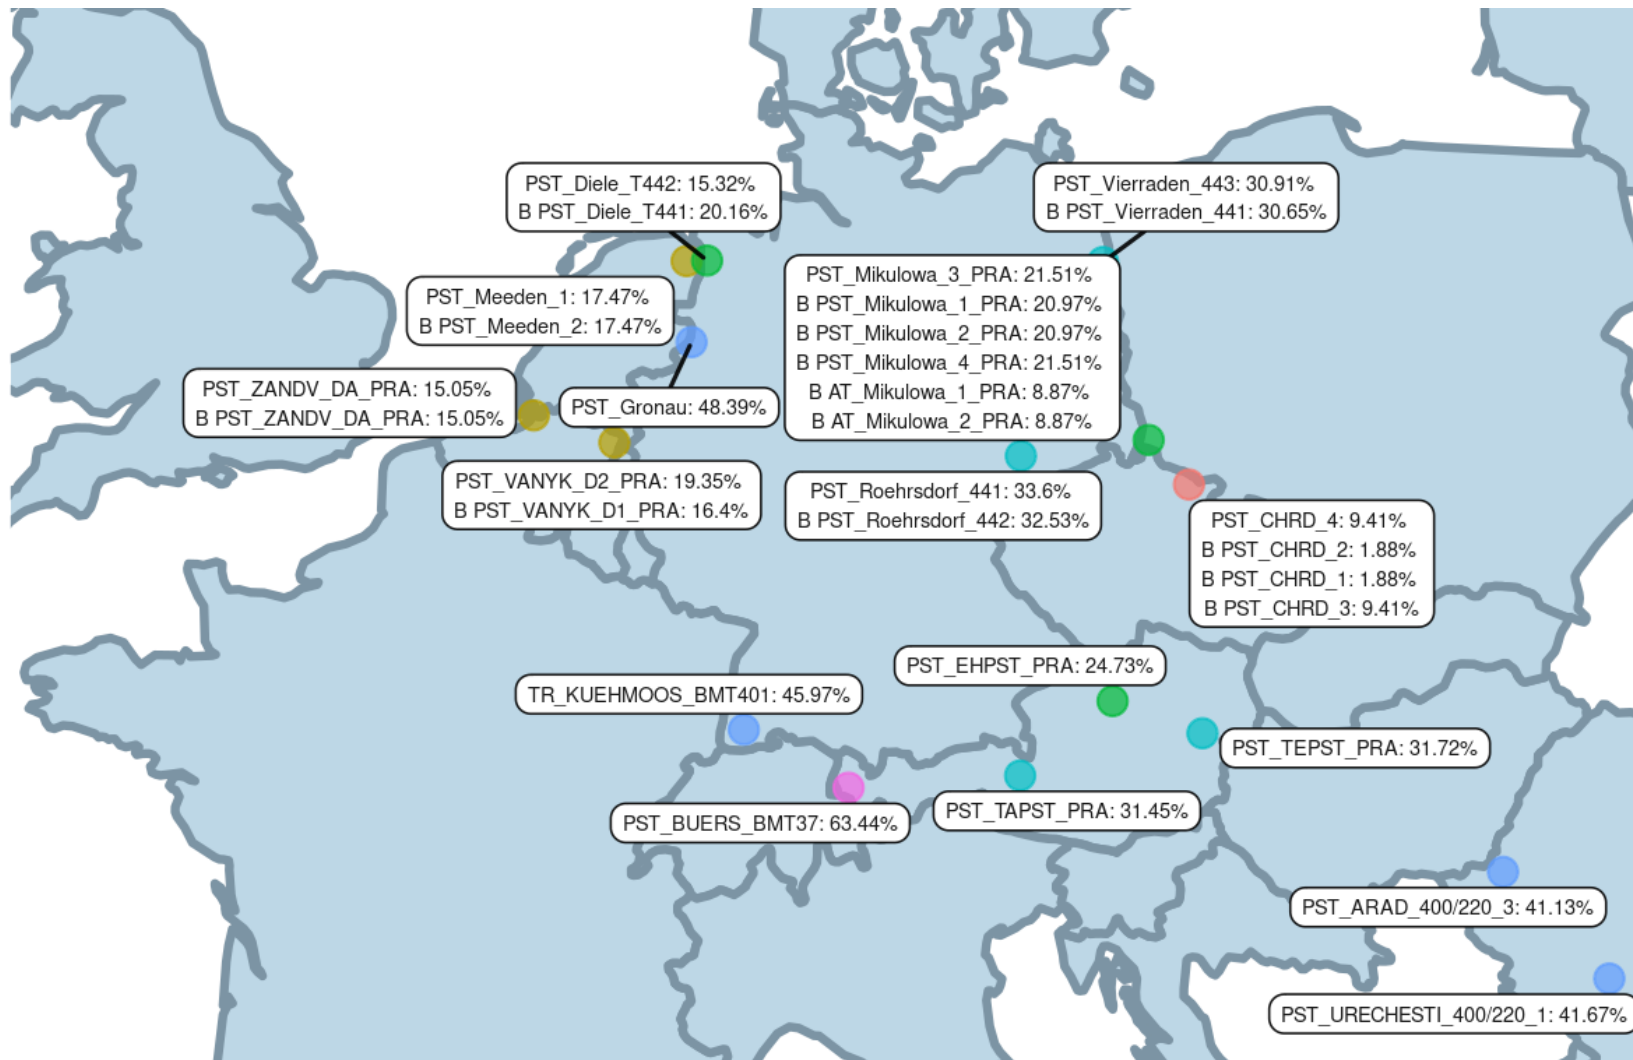 PST_Diele_T442: 15.32%
B PST_Diele_T441: 20.16%
PST_Vierraden_443: 30.91%
B PST_Vierraden_441: 30.65%
PST_Meeden_1: 17.47%
B PST_Meeden_2: 17.47%
PST_Mikulowa_3_PRA: 21.51%
B PST_Mikulowa_1_PRA: 20.97%
B PST_Mikulowa_2_PRA: 20.97%
B PST_Mikulowa_4_PRA: 21.51%
B AT_Mikulowa_1_PRA: 8.87%
B AT_Mikulowa_2_PRA: 8.87%
PST_ZANDV_DA_PRA: 15.05%
B PST_ZANDV_DA_PRA: 15.05%
PST_Gronau: 48.39%
PST_VANYK_D2_PRA: 19.35%
B PST_VANYK_D1_PRA: 16.4%
PST_Roehrsdorf_441: 33.6%
B PST_Roehrsdorf_442: 32.53%
PST_CHRD_4: 9.41%
B PST_CHRD_2: 1.88%
B PST_CHRD_1: 1.88%
B PST_CHRD_3: 9.41%
PST_EHPST_PRA: 24.73%
TR_KUEHMOOS_BMT401: 45.97%
PST_TEPST_PRA: 31.72%
PST_TAPST_PRA: 31.45%
PST_BUERS_BMT37: 63.44%
PST_ARAD_400/220_3: 41.13%
PST_URECHESTI_400/220_1: 41.67%